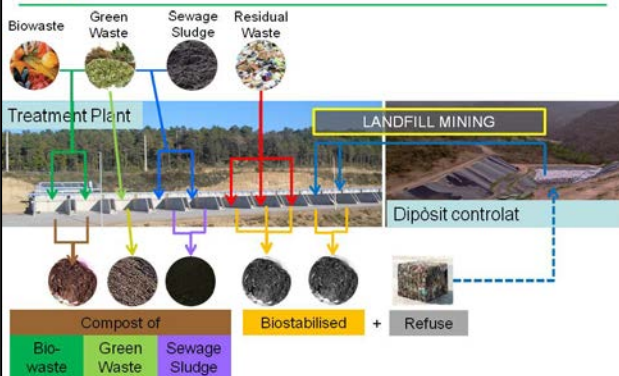 Biowaste
Green
Waste
Sewage
Sludge
Residual
Waste
Treatment Plant
LANDFILL MINING
Dipòsit controlat
Compost of
Biostabilised
+
Refuse
Bio-
waste
Green
Waste
Sewage
Sludge